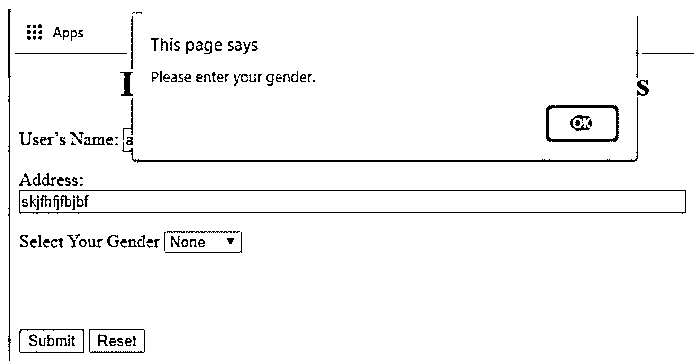 Apps
This page says
Please enter your gender.
OK
User's Name: a
Address:
skjfhfjfbjbf
Select Your Gender None
Submit Reset